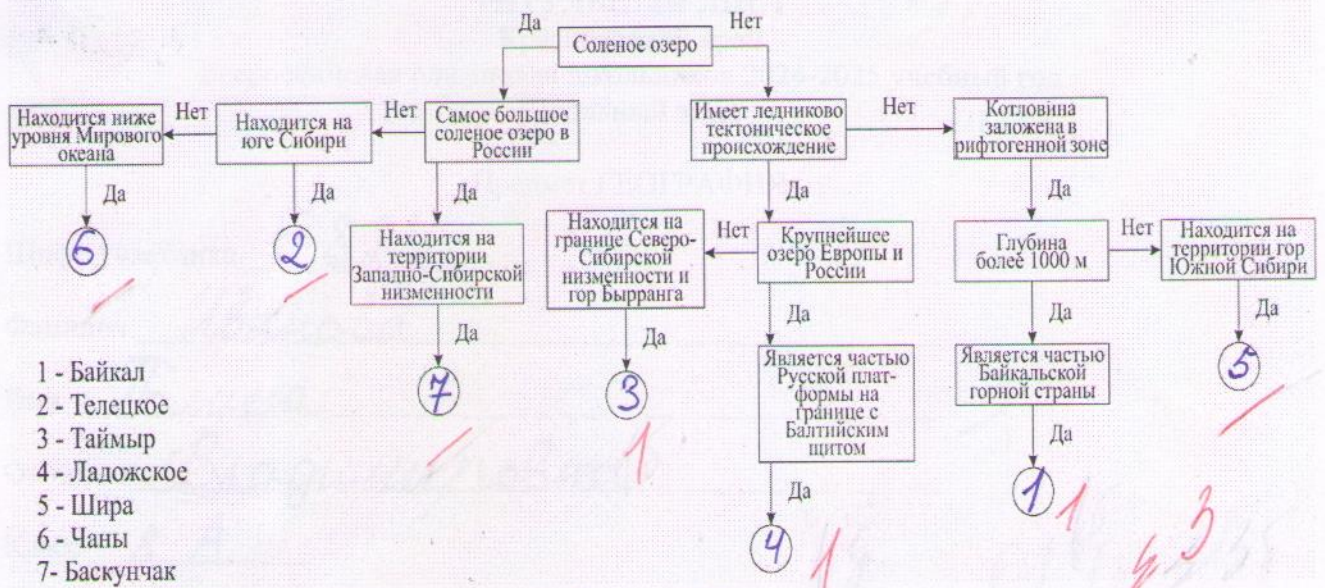 Да
Нет
Соленое озеро
Находится ниже
уровня Мирового
океана
Нет
Находится на
юге Сибири
Нет
Самое большое
соленое озеро в
России
Имеет ледниково
тектоническое
происхождение
Нет
Котловина
заложена в
рифтогенной зоне
Да
Да
Да
Да
Да
6
2
Находится на
территории
Западно-Сибирской
низменности
Находится на
границе Северо-
Сибирской
низменности и
гор Бырранга
Нет
Крупнейшее
озеро Европы и
России
Глубина
более 1000 м
Нет
Находится на
территории гор
Южной Сибири
Да
Да
Да
Да
Да
7
3
Является частью
Русской плат-
формы на
границе с
Балтийским
щитом
Является частью
Байкальской
горной страны
5
1
Да
Да
4
1
1
1
3
1 - Байкал
2 - Телецкое
3 - Таймыр
4 - Ладожское
5 - Шира
6 - Чаны
7- Баскунчак